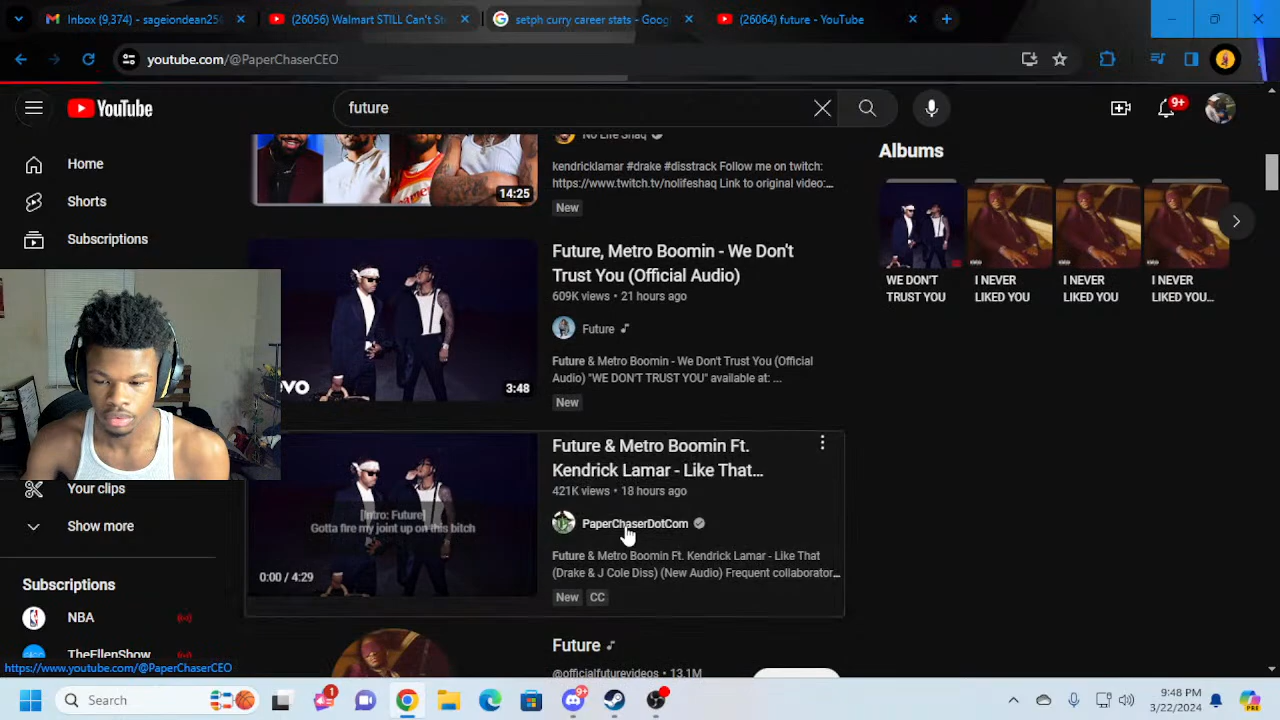 Inbox (9,374) - sageiondean25
(26056) Walmart STILL Can't St
setph curry career stats - Goog
(26064) future - YouTube
youtube.com/@PaperChaserCEO
YouTube
future
9+
Home
Shorts
Subscriptions
Your clips
Show more
Subscriptions
NBA
TheEllenShow
https://www.youtube.com/@PaperChaserCEO
14:25
No Life Shaq
kendricklamar #drake #disstrack Follow me on twitch:
https://www.twitch.tv/nolifeshaq Link to original video:...
New
3:48
Future, Metro Boomin - We Don't
Trust You (Official Audio)
609K views • 21 hours ago
Future
Future & Metro Boomin - We Don't Trust You (Official
Audio) "WE DON'T TRUST YOU" available at: ...
New
[Intro: Future]
Gotta fire my joint up on this bitch
0:00 / 4:29
Future & Metro Boomin Ft.
Kendrick Lamar - Like That...
421K views • 18 hours ago
PaperChaserDotCom
Future & Metro Boomin Ft. Kendrick Lamar - Like That
(Drake & J Cole Diss) (New Audio) Frequent collaborator...
New CC
Future
@officialfuturevideos • 13.1M
Albums
WE DON'T
TRUST YOU
I NEVER
LIKED YOU
I NEVER
LIKED YOU
I NEVER
LIKED YOU...
Search
1
9+
9:48 PM
3/22/2024
PRE